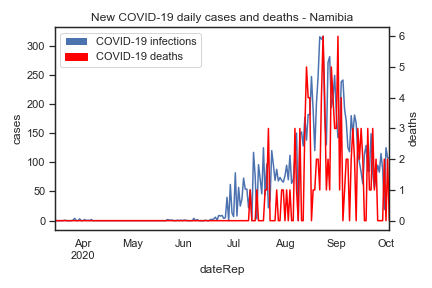 New COVID-19 daily cases and deaths - Namibia
COVID-19 infections
COVID-19 deaths
300
250
200
150
100
50
0
cases
6
5
4
3
2
1
0
deaths
Apr
2020
May
Jun
Jul
Aug
Sep
Oct
dateRep